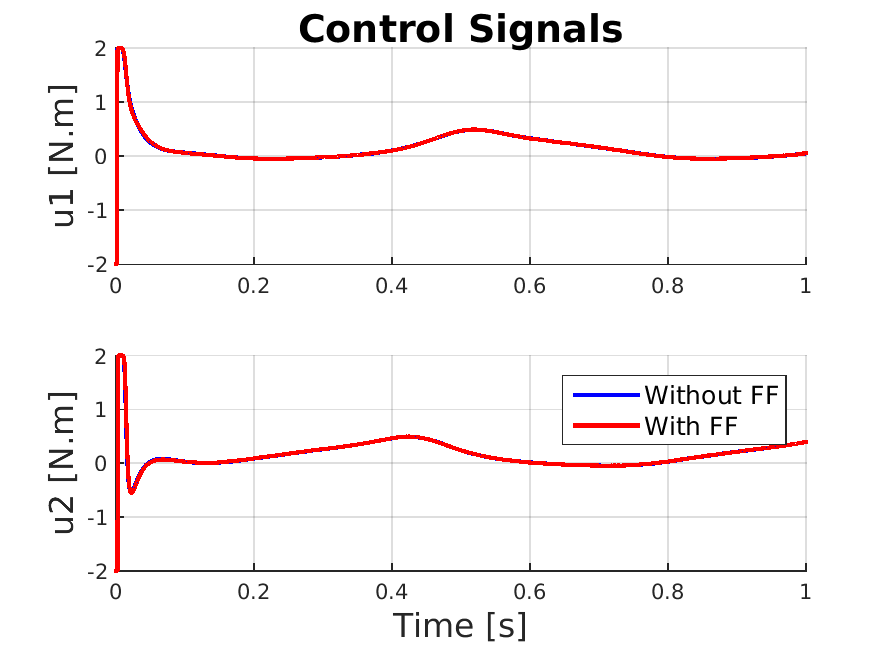 Control Signals
u1 [N.m]
2
1
0
-1
-2
0 0.2 0.4 0.6 0.8 1
u2 [N.m]
2
1
0
-1
-2
Without FF
With FF
0 0.2 0.4 0.6 0.8 1
Time [s]